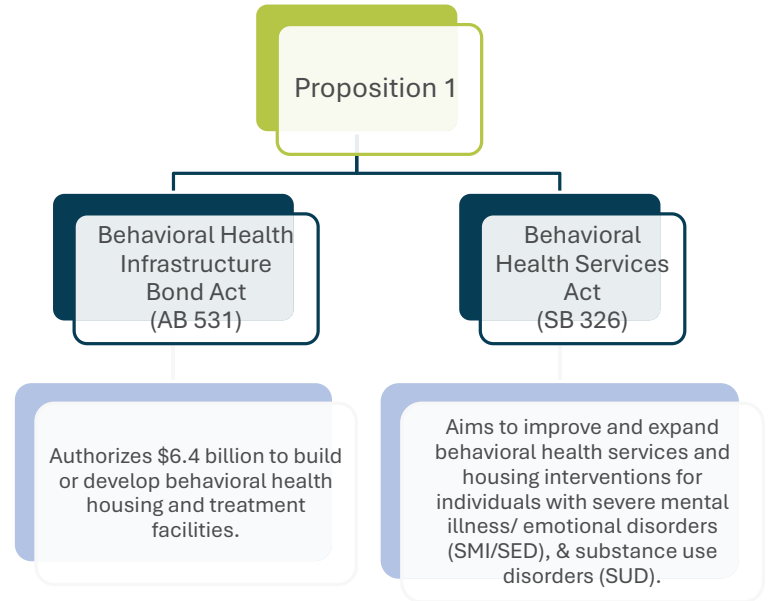 Proposition 1
Behavioral Health
Infrastructure
Bond Act
(AB 531)
Behavioral
Health Services
Act
(SB 326)
Authorizes $6.4 billion to build
or develop behavioral health
housing and treatment
facilities.
Aims to improve and expand
behavioral health services and
housing interventions for
individuals with severe mental
illness/ emotional disorders
(SMI/SED), & substance use
disorders (SUD).